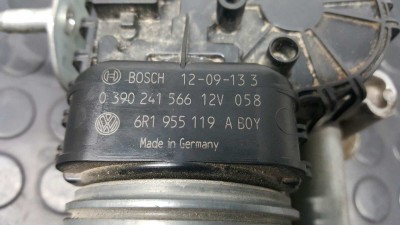 BOSCH 12-09-13 3
0 390 241 566 12V 058
6R1 955 119 A BOY
Made in Germany